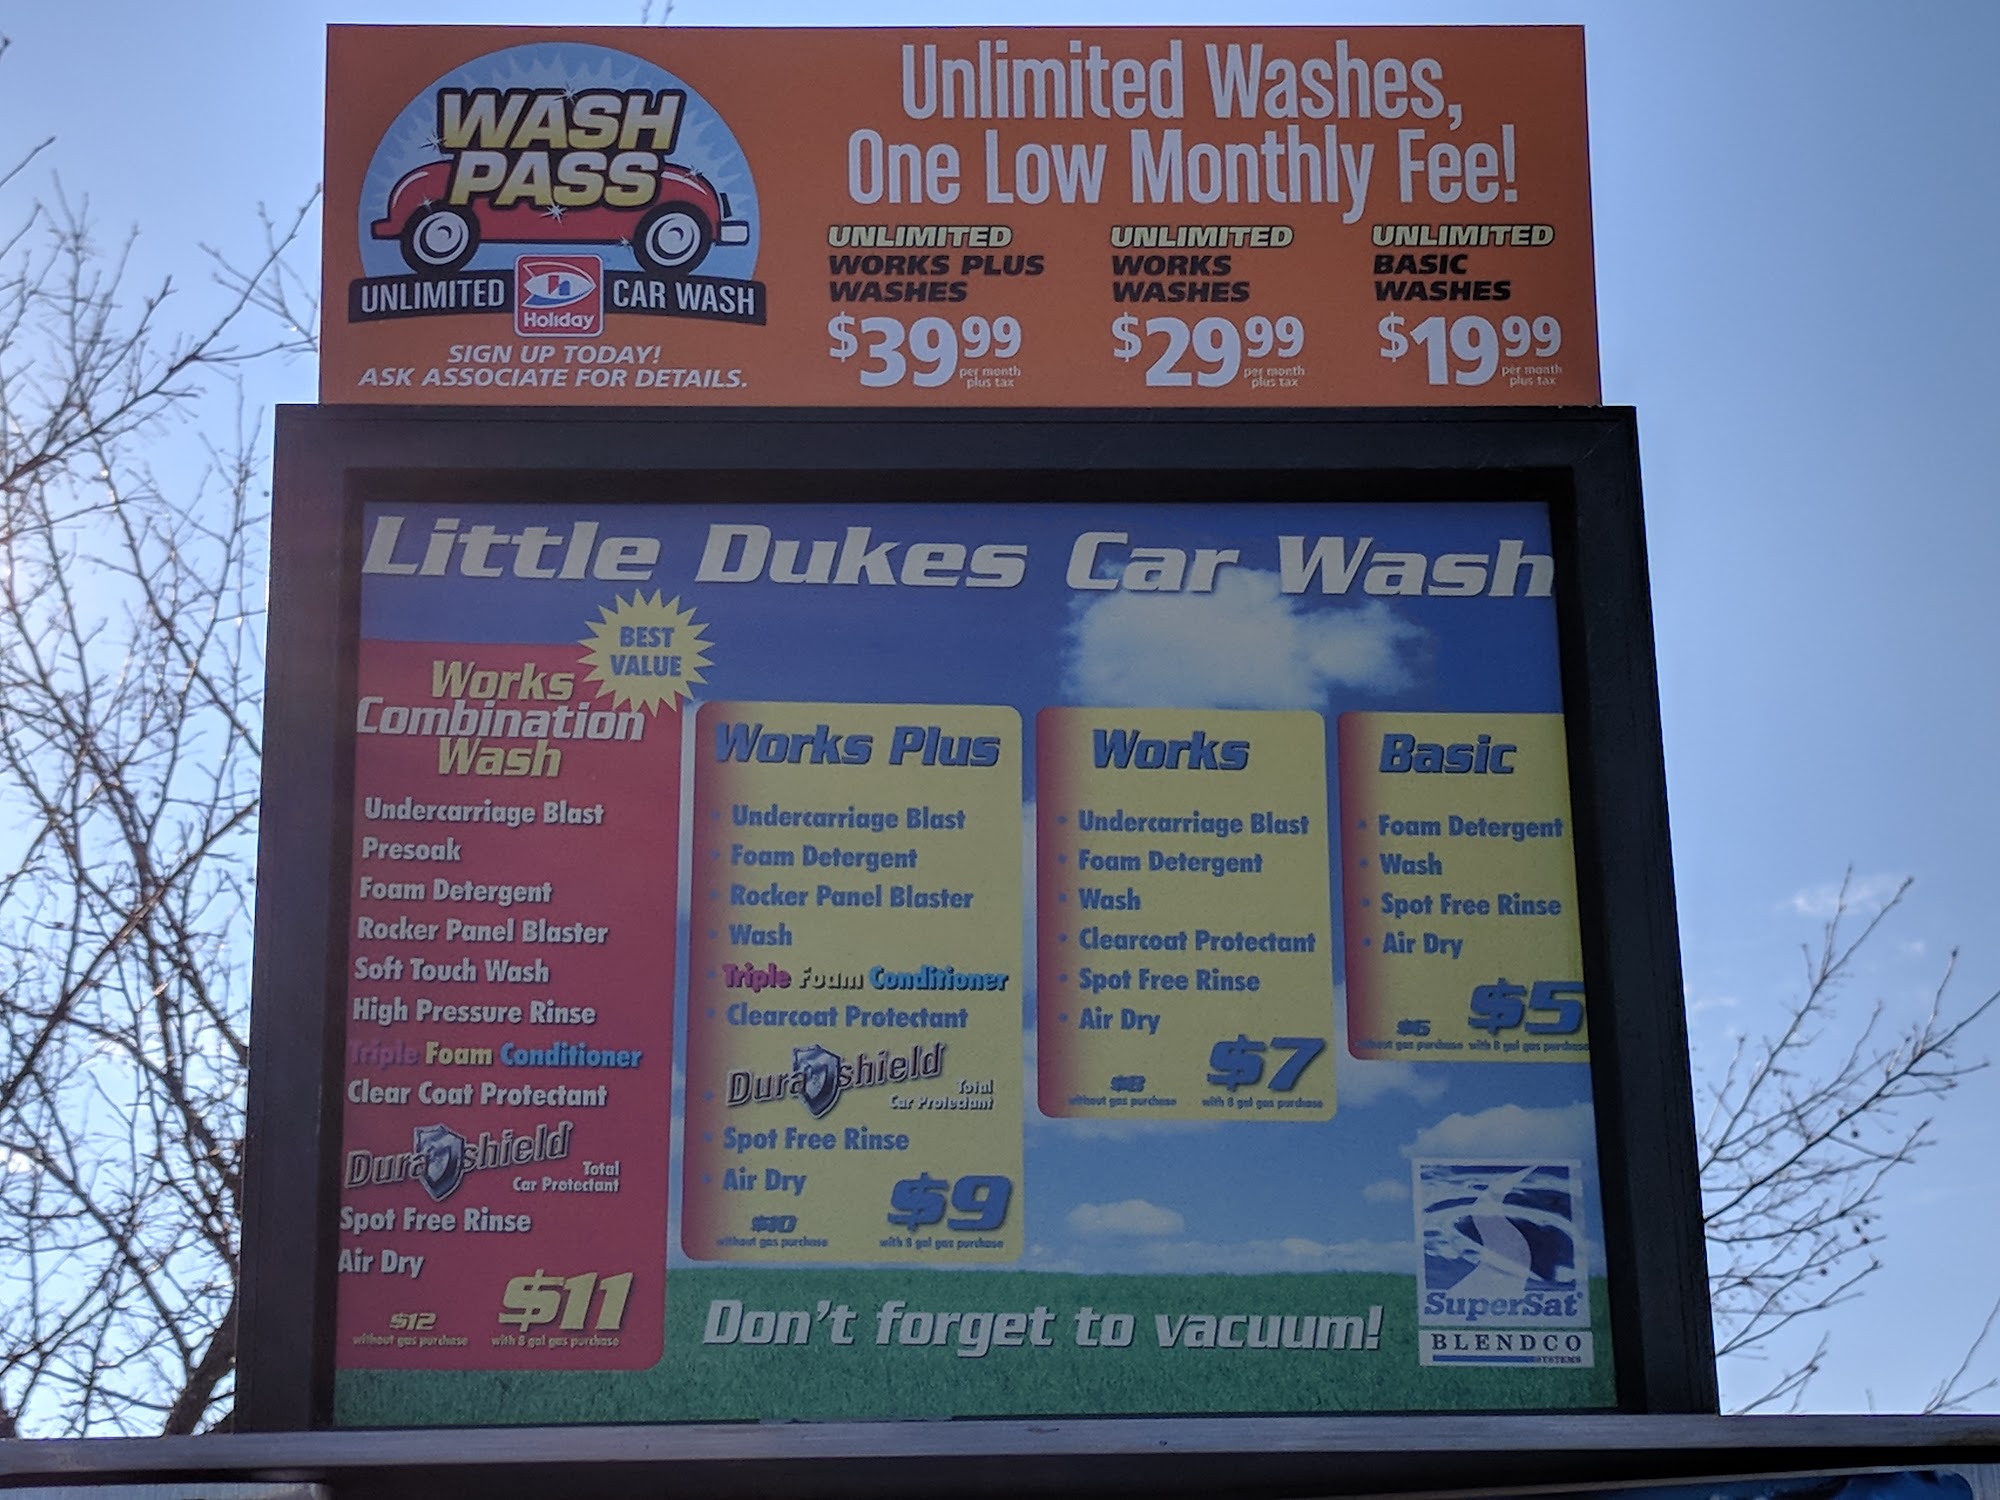 WASH
PASS
UNLIMITED
Holiday
CAR WASH
SIGN UP TODAY!
ASK ASSOCIATE FOR DETAILS.
Unlimited Washes,
One Low Monthly Fee!
UNLIMITED
WORKS PLUS
WASHES
$39 99
per month
plus tax
UNLIMITED
WORKS
WASHES
$29 99
per month
plus tax
UNLIMITED
BASIC
WASHES
$19 99
per month
plus tax
Little Dukes Car Wash
BEST
VALUE
Works
Combination
Wash
Undercarriage Blast
Presoak
Foam Detergent
Rocker Panel Blaster
Soft Touch Wash
High Pressure Rinse
Triple Foam Conditioner
Clear Coat Protectant
Dura shield
Total
Car Protectant
Spot Free Rinse
Air Dry
$12
without gas purchase
$11
with 8 gal gas purchase
Works Plus
• Undercarriage Blast
• Foam Detergent
• Rocker Panel Blaster
• Wash
• Triple Foam Conditioner
• Clearcoat Protectant
• Dura shield
Total
Car Protectant
• Spot Free Rinse
• Air Dry
$10
without gas purchase
$9
with 8 gal gas purchase
Works
• Undercarriage Blast
• Foam Detergent
• Wash
• Clearcoat Protectant
• Spot Free Rinse
• Air Dry
$8
without gas purchase
$7
with 8 gal gas purchase
Basic
• Foam Detergent
• Wash
• Spot Free Rinse
• Air Dry
$6
without gas purchase
$5
with 8 gal gas purchase
Don't forget to vacuum!
SuperSat
BLENDCO
SYSTEMS